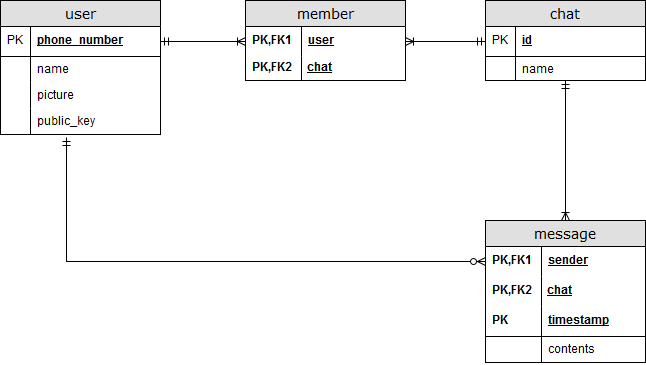 user
PK phone_number
name
picture
public_key
member
PK,FK1 user
PK,FK2 chat
chat
PK id
name
message
PK,FK1 sender
PK,FK2 chat
PK timestamp
contents